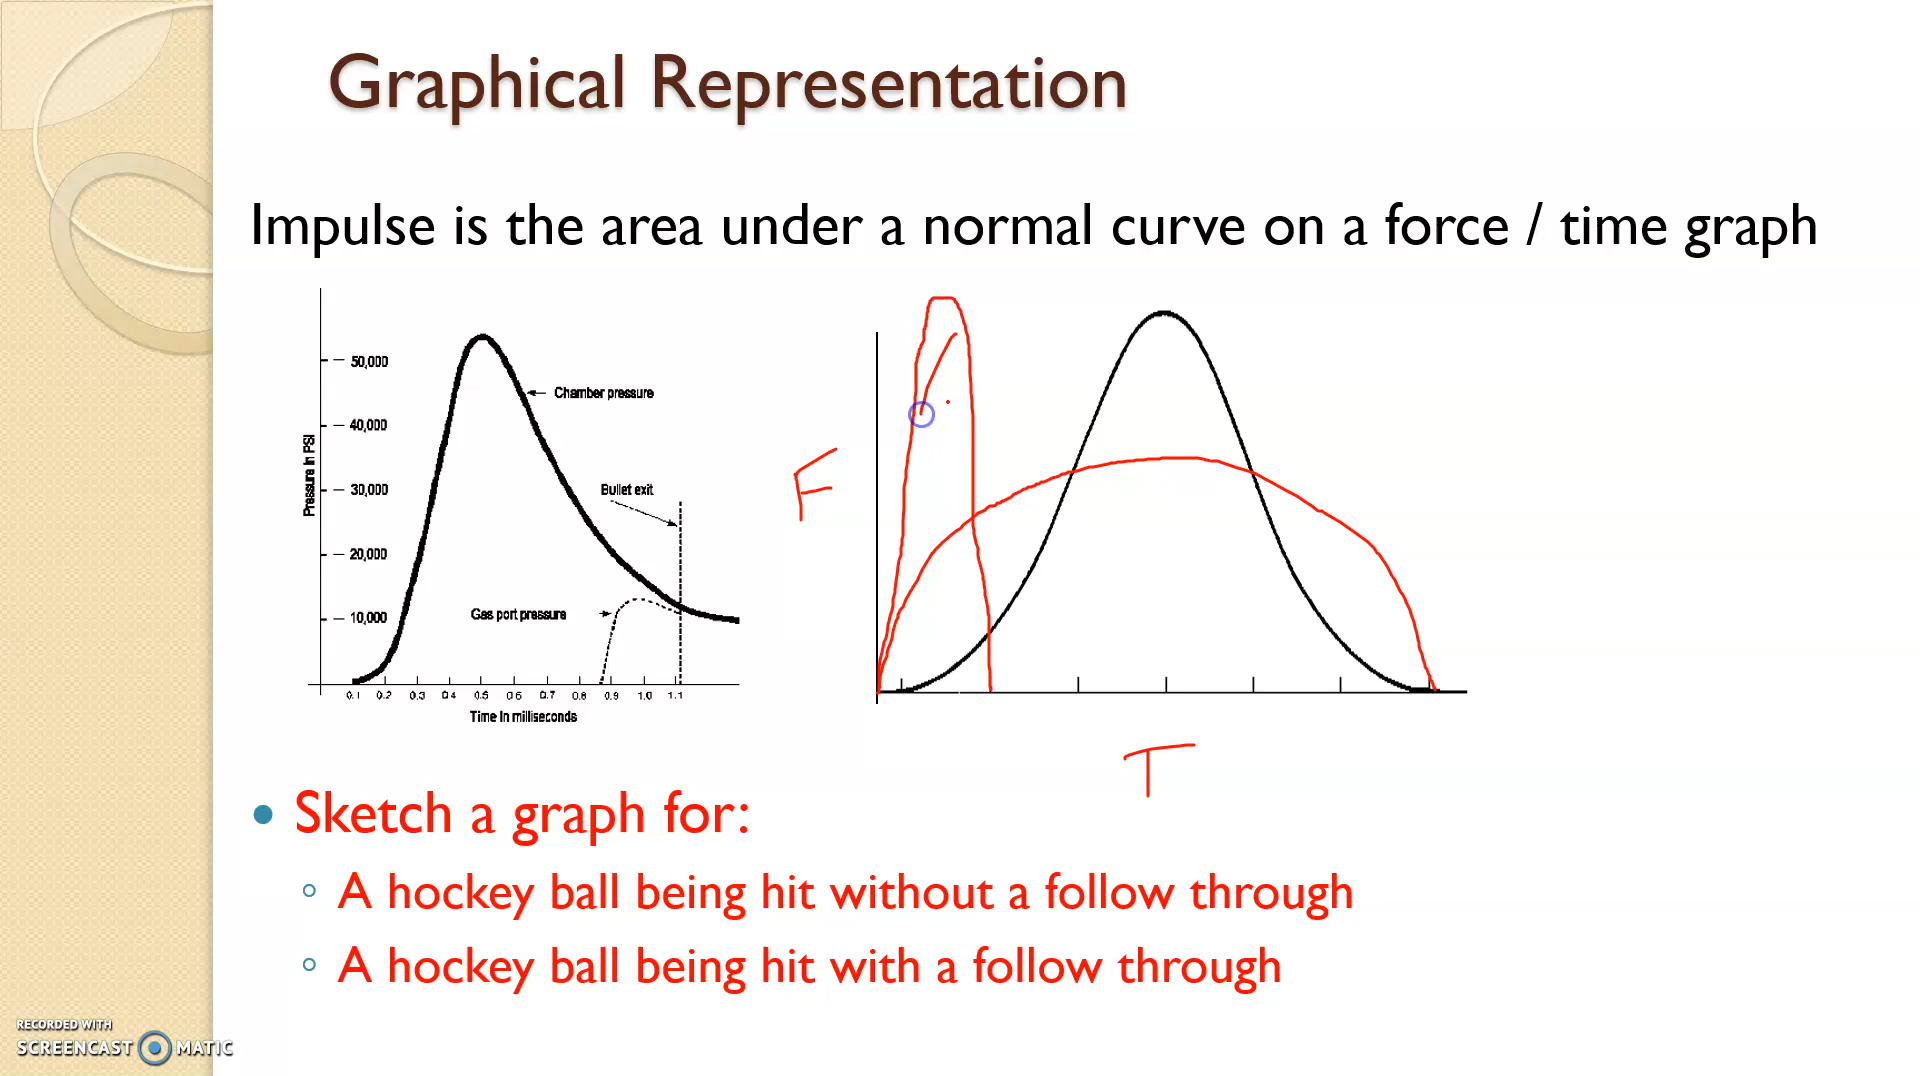 Graphical Representation
Impulse is the area under a normal curve on a force / time graph
50,000
Chamber pressure
40,000
Pressure in PSI
Bullet exit
30,000
20,000
Gas port pressure
10,000
0.1 0.2 0.3 0.4 0.5 0.6 0.7 0.8 0.9 1.0 1.1
Time in milliseconds
F
T
Sketch a graph for:
A hockey ball being hit without a follow through
A hockey ball being hit with a follow through
RECORDED WITH
SCREENCAST MATIC